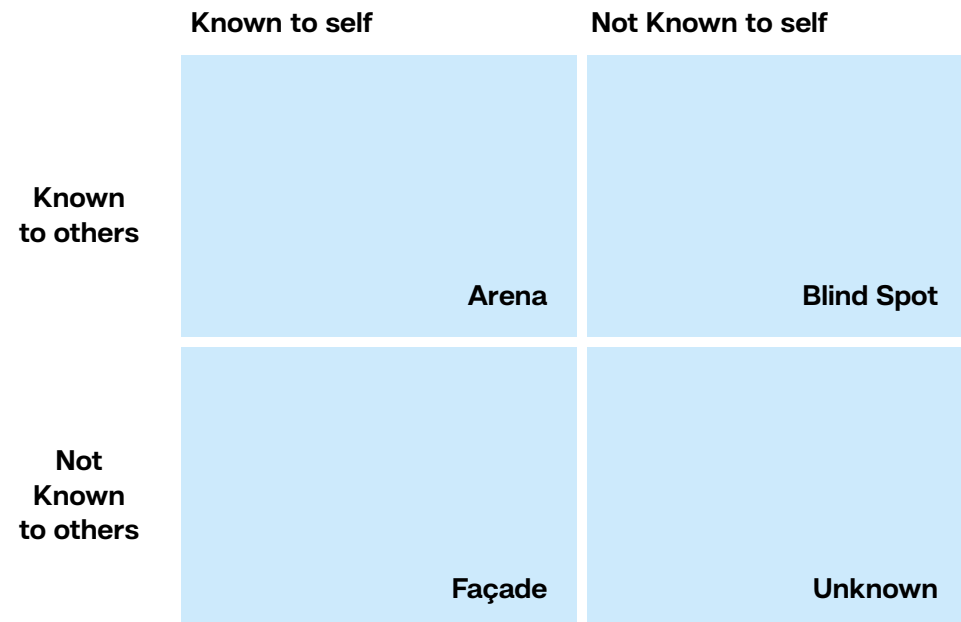 Known to self
Not Known to self
Known
to others
Arena
Blind Spot
Not
Known
to others
Façade
Unknown